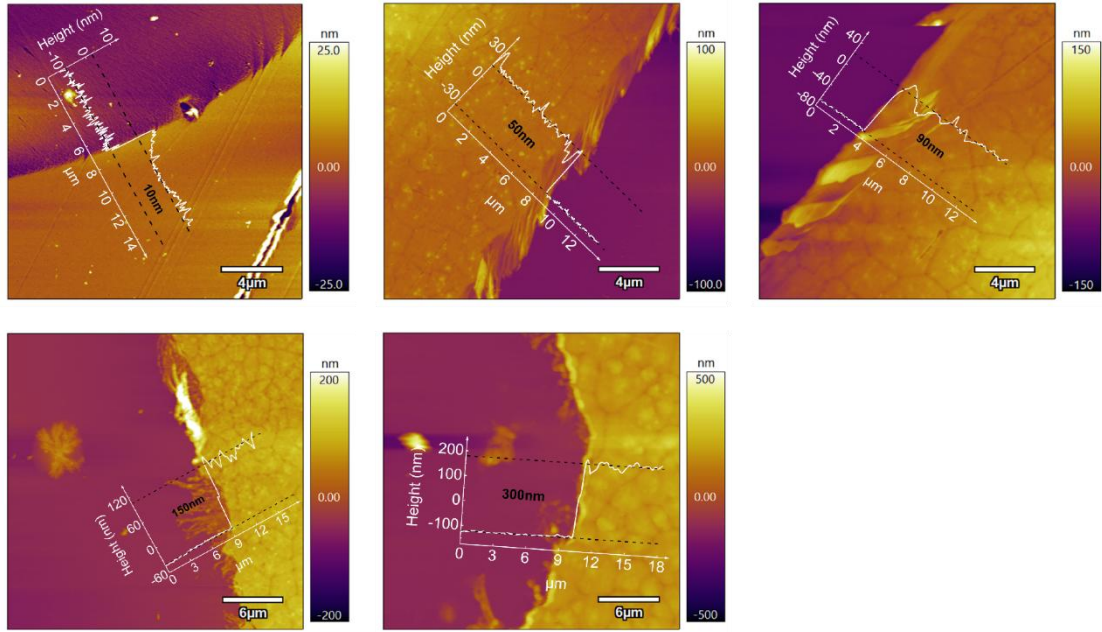 nm
25.0
0.00
-25.0
Height (nm)
-10
0
10
0
2
4
6
8
10
12
14
µm
10nm
4µm
nm
100
0.00
-100.0
Height (nm)
-30
0
30
0
2
4
6
8
10
12
µm
50nm
4µm
nm
150
0.00
-150
Height (nm)
-80
-40
0
40
0
2
4
6
8
10
12
µm
90nm
4µm
nm
200
0.00
-200
Height (nm)
-60
0
60
120
0
3
6
9
12
15
µm
150nm
6µm
nm
500
0.00
-500
Height (nm)
200
100
0
-100
0
3
6
9
12
15
18
µm
300nm
6µm